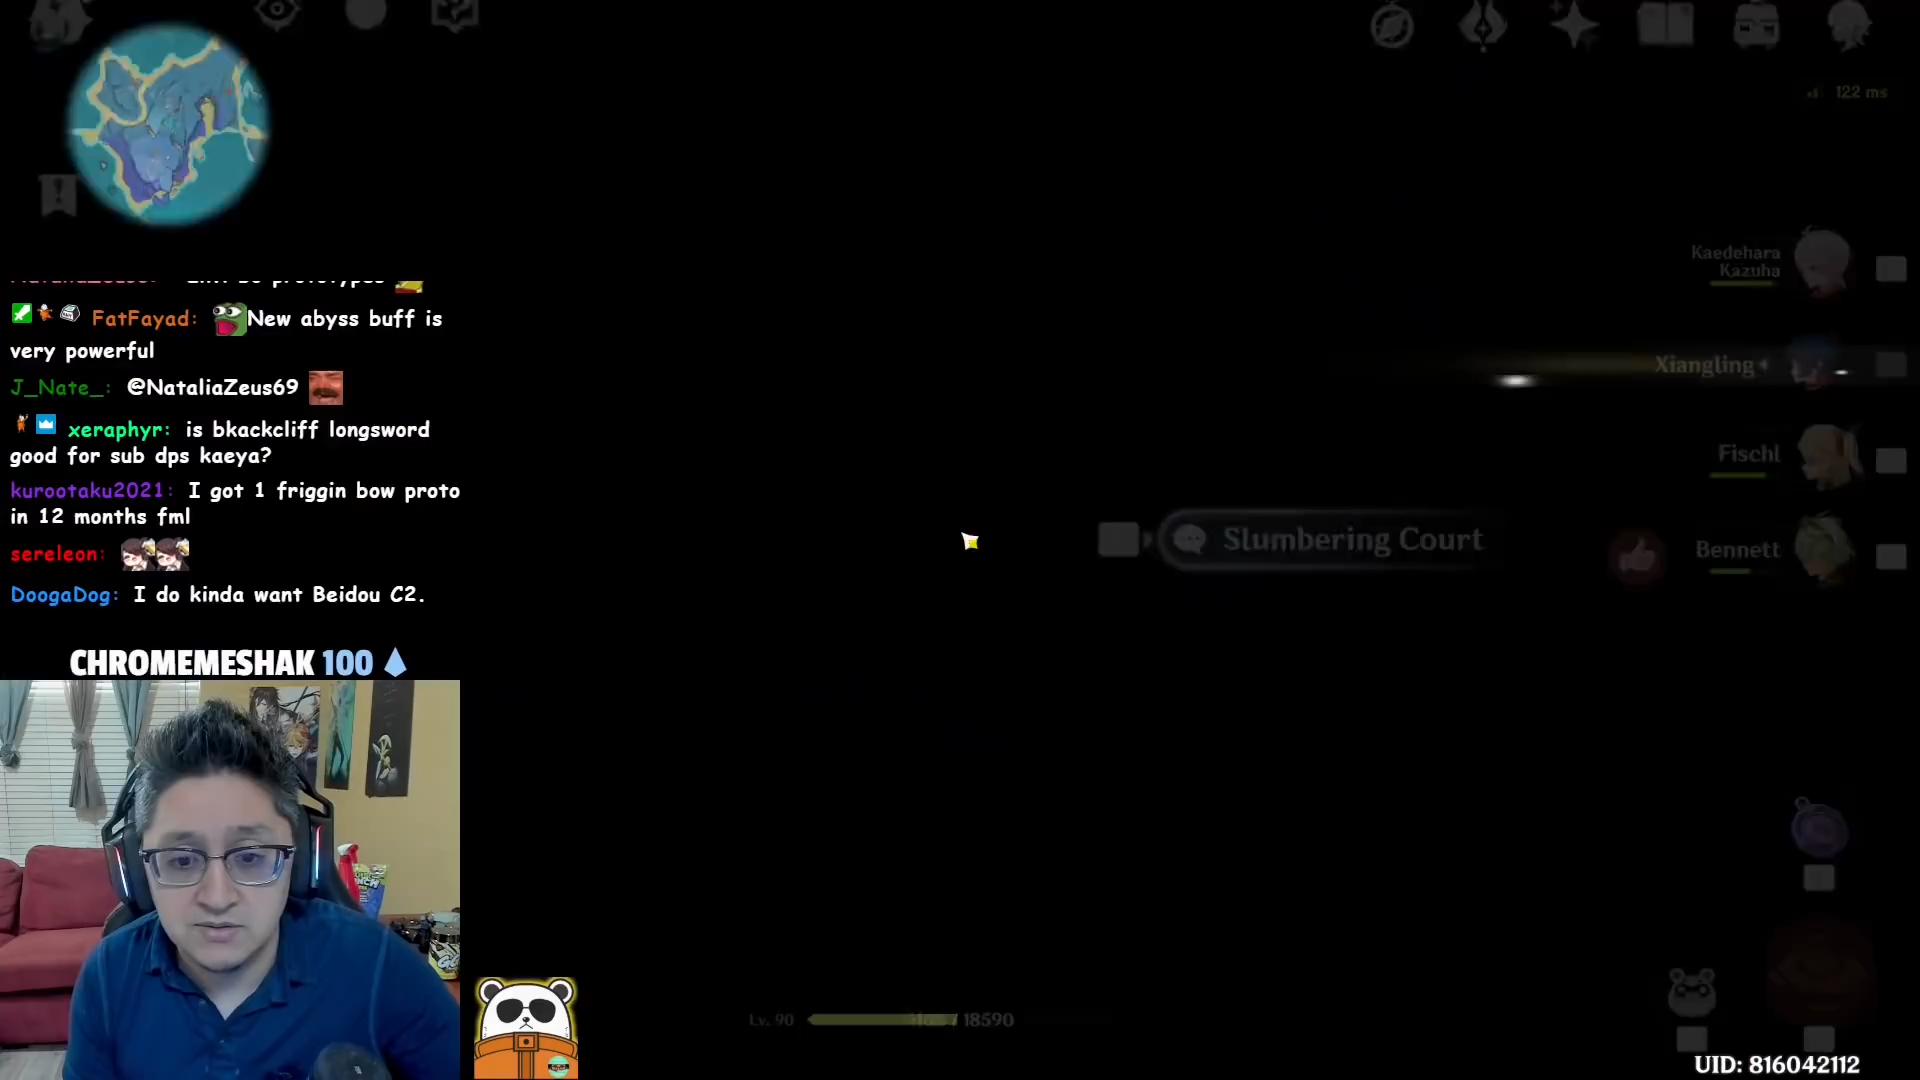 122 ms
Kaedehara
Kazuha
FatFayad: New abyss buff is
very powerful
J_Nate_: @NataliaZeus69
Xiangling
xeraphyr: is bkackcliff longsword
good for sub dps kaeya?
Fischl
kurootaku2021: I got 1 friggin bow proto
in 12 months fml
Slumbering Court
sereleon:
Bennett
DoogaDog: I do kinda want Beidou C2.
CHROMEMESHAK 100
Lv. 90
/ 18590
UID: 816042112